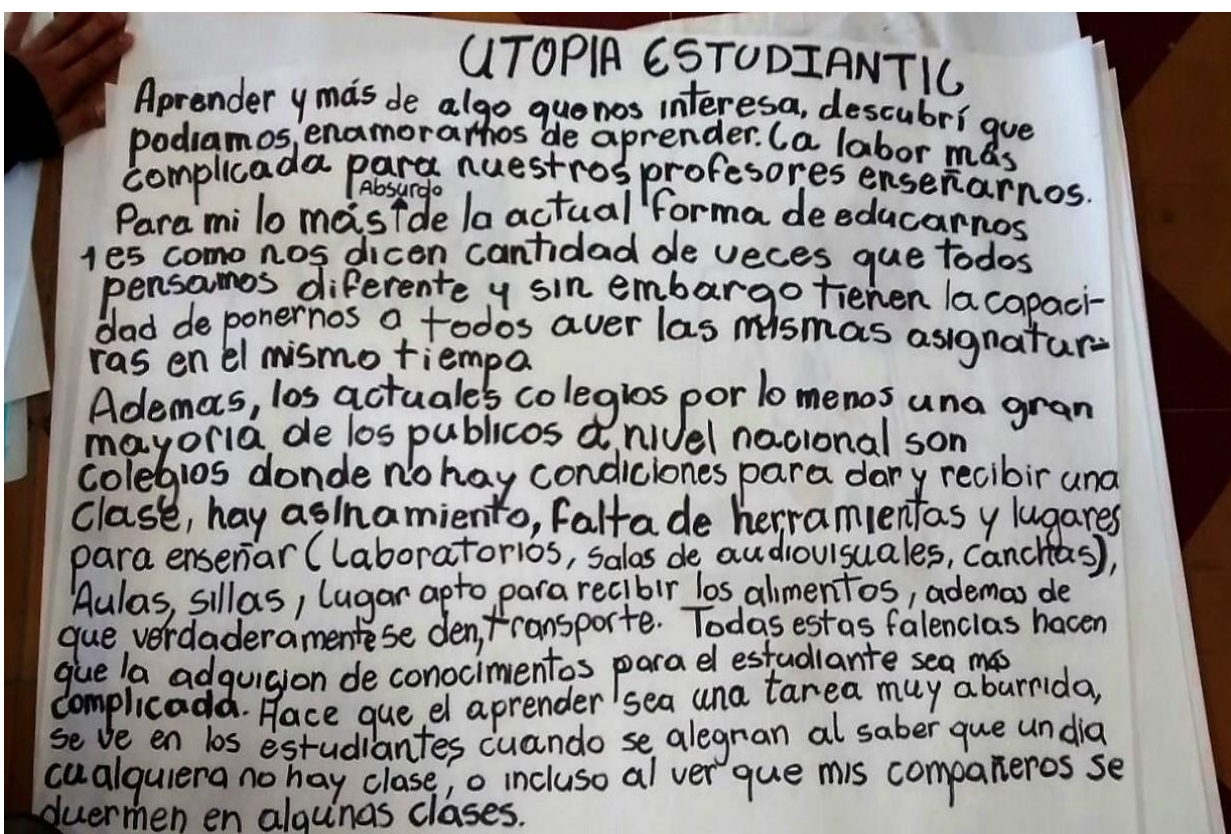 UTOPIA ESTUDIANTIL
Aprender y más de algo que nos interesa, descubrí que
podiamos, enamorarnos de aprender. La labor más
complicada para nuestros profesores enseñarnos.
Absurdo
Para mi lo más de la actual forma de educarnos
es como nos dicen cantidad de veces que todos
pensamos diferente y sin embargo tienen la capaci-
dad de ponernos a todos a ver las mismas asignatur-
ras en el mismo tiempo
Ademas, los actuales colegios por lo menos una gran
mayoria de los publicos a nivel nacional son
colegios donde no hay condiciones para dar y recibir una
clase, hay asinamiento, falta de herramientas y lugares
para enseñar (Laboratorios, salas de audiovisuales, canchas),
Aulas, sillas, lugar apto para recibir los alimentos, ademas de
que verdaderamente se den, transporte. Todas estas falencias hacen
que la adquicion de conocimientos para el estudiante sea más
complicada. Hace que el aprender sea una tarea muy aburrida,
se ve en los estudiantes cuando se alegran al saber que un dia
cualquiera no hay clase, o incluso al ver que mis compañeros se
duermen en algunas clases.